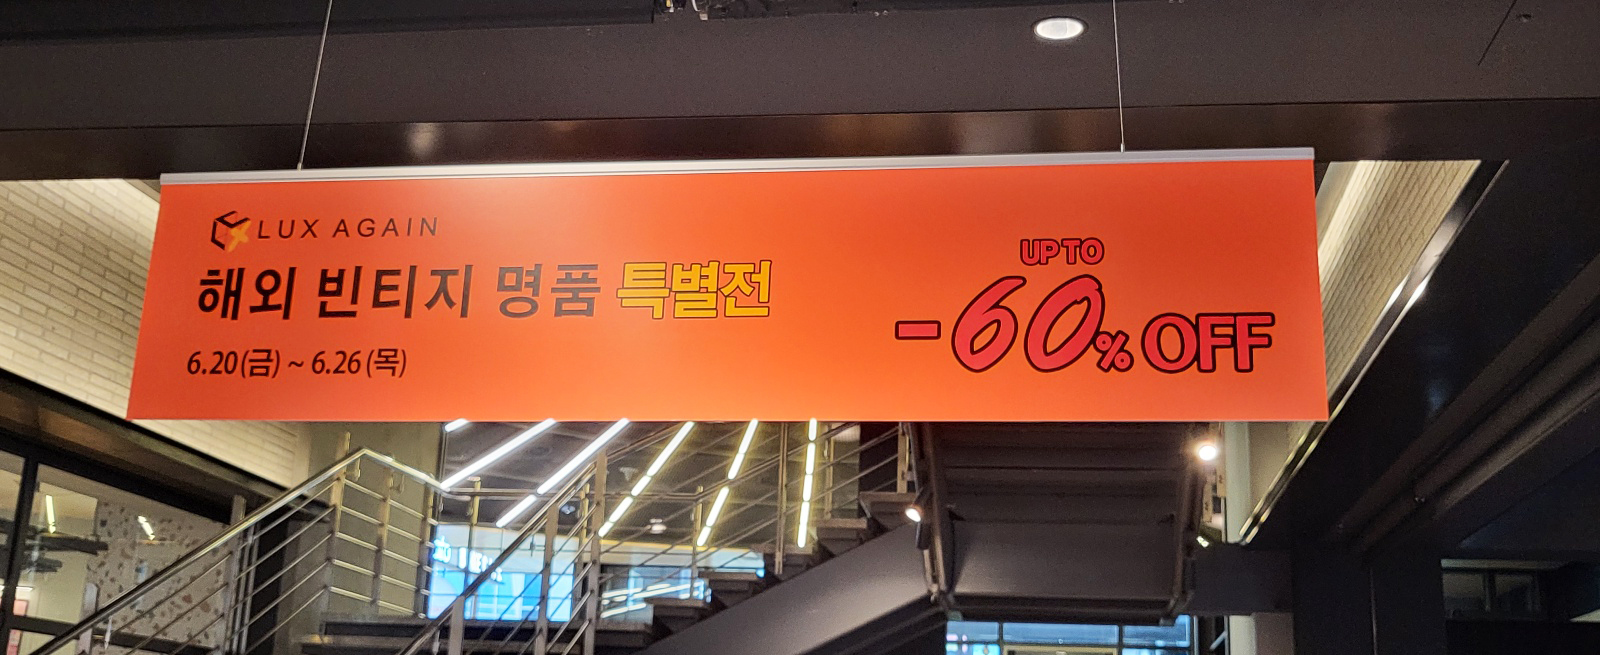 LUX AGAIN
해외 빈티지 명품 특별전
6.20(금) ~ 6.26(목)
UP TO
-60% OFF